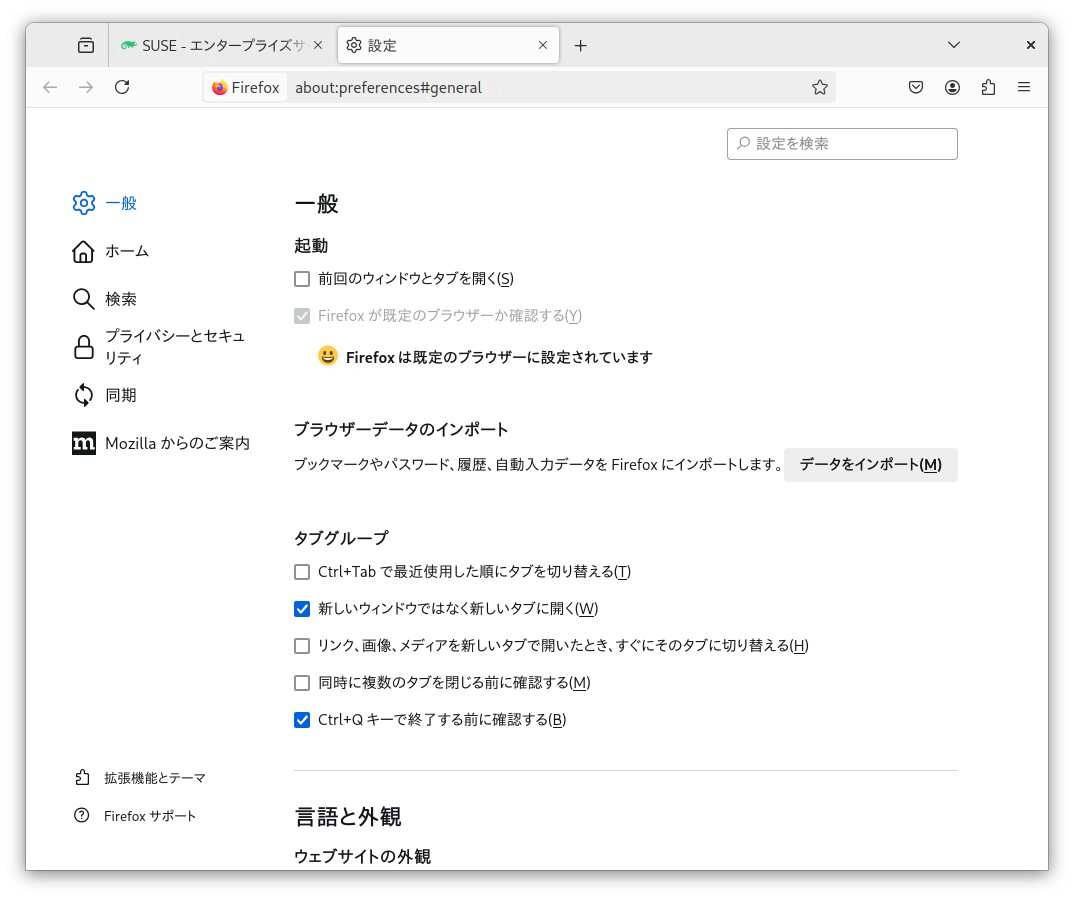 SUSE - エンタープライズサ
設定
Firefox
about:preferences#general
設定を検索
一般
ホーム
検索
プライバシーとセキュ
リティ
同期
Mozilla からのご案内
拡張機能とテーマ
Firefox サポート
一般
起動
前回のウィンドウとタブを開く(S)
Firefox が既定のブラウザーか確認する(Y)
Firefox は既定のブラウザーに設定されています
ブラウザーデータのインポート
ブックマークやパスワード、履歴、自動入力データを Firefox にインポートします。
データをインポート(M)
タブグループ
Ctrl+Tab で最近使用した順にタブを切り替える(T)
新しいウィンドウではなく新しいタブに開く(W)
リンク、画像、メディアを新しいタブで開いたとき、すぐにそのタブに切り替える(H)
同時に複数のタブを閉じる前に確認する(M)
Ctrl+Q キーで終了する前に確認する(B)
言語と外観
ウェブサイトの外観